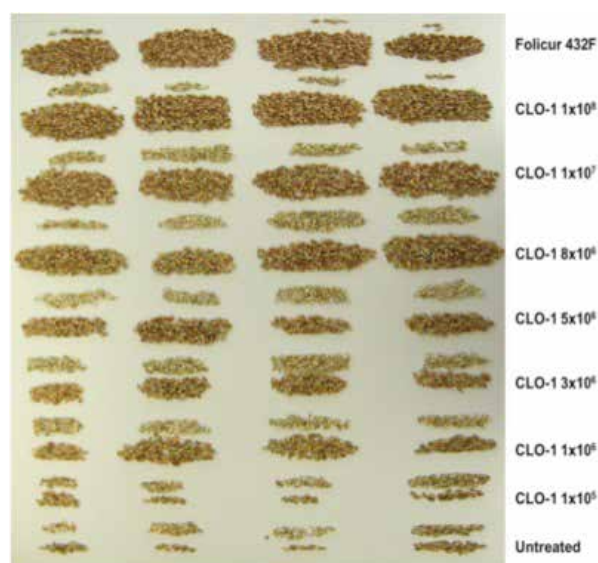 Folicur 432F
CLO-1 1x10⁸
CLO-1 1x10⁷
CLO-1 8x10⁶
CLO-1 5x10⁶
CLO-1 3x10⁶
CLO-1 1x10⁶
CLO-1 1x10⁵
Untreated